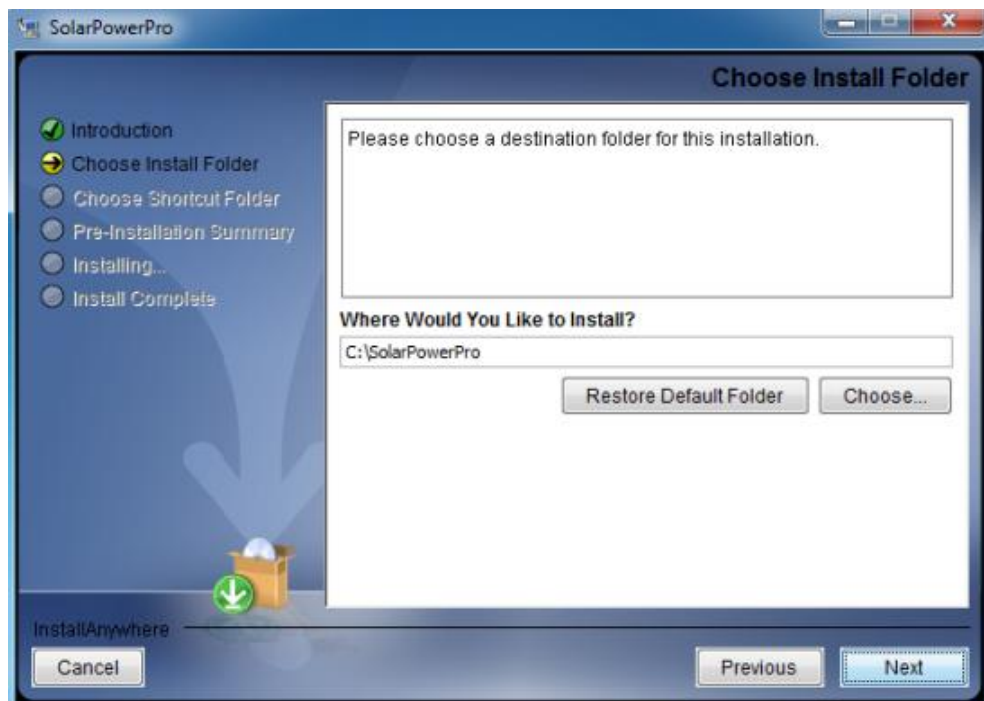 SolarPowerPro
Choose Install Folder
Introduction
Choose Install Folder
Choose Shortcut Folder
Pre-Installation Summary
Installing...
Install Complete
Please choose a destination folder for this installation.
Where Would You Like to Install?
C:\SolarPowerPro
Restore Default Folder
Choose...
InstallAnywhere
Cancel
Previous
Next